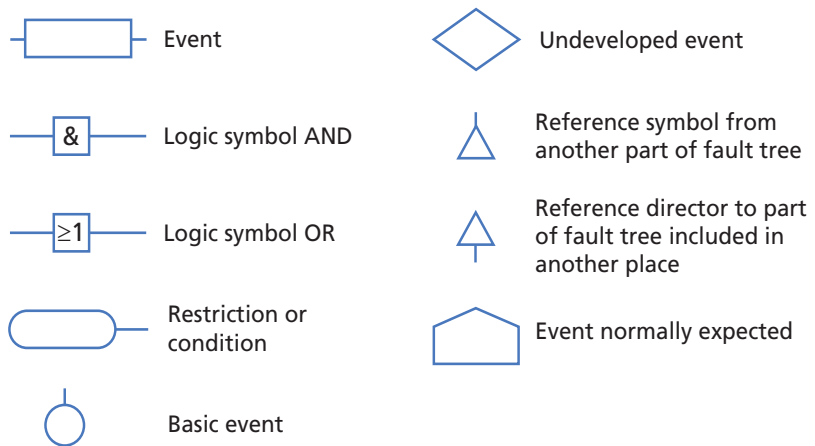 Event
&
Logic symbol AND
≥1
Logic symbol OR
Restriction or
condition
Basic event
Undeveloped event
Reference symbol from
another part of fault tree
Reference director to part
of fault tree included in
another place
Event normally expected